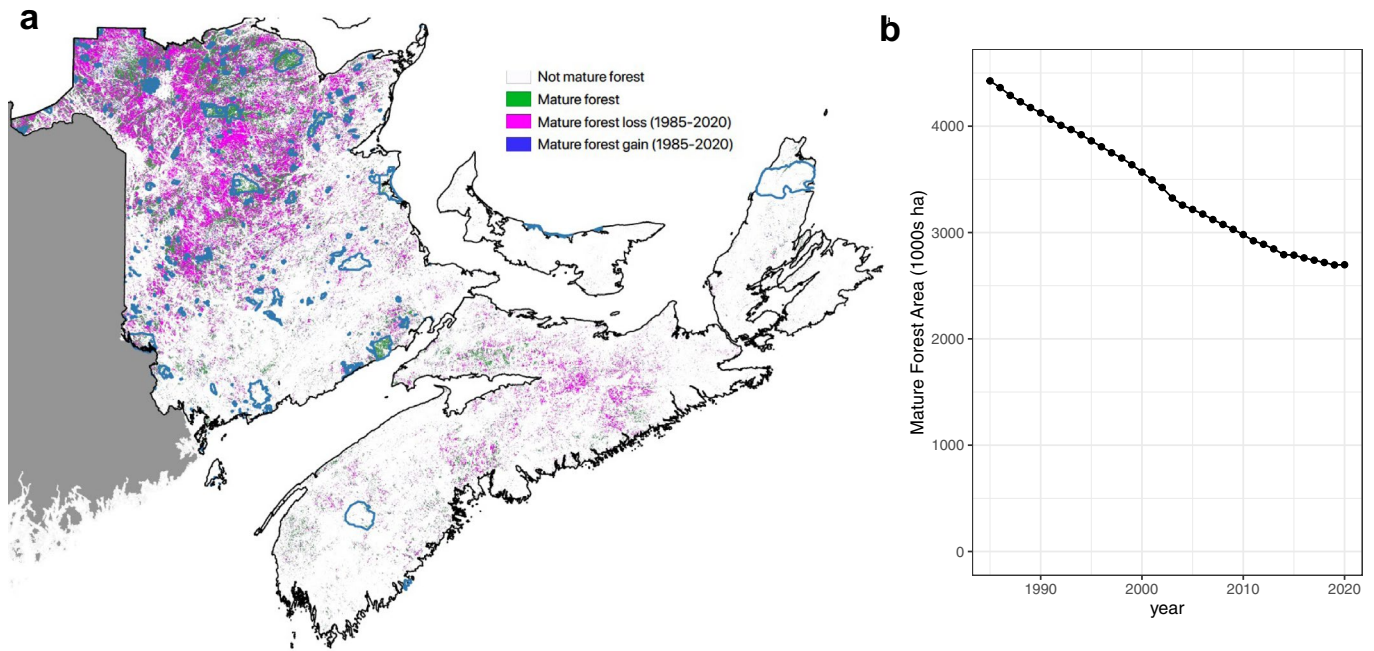 a
Not mature forest
Mature forest
Mature forest loss (1985-2020)
Mature forest gain (1985-2020)
b
Mature Forest Area (1000s ha)
4000
3000
2000
1000
0
1990 2000 2010 2020
year